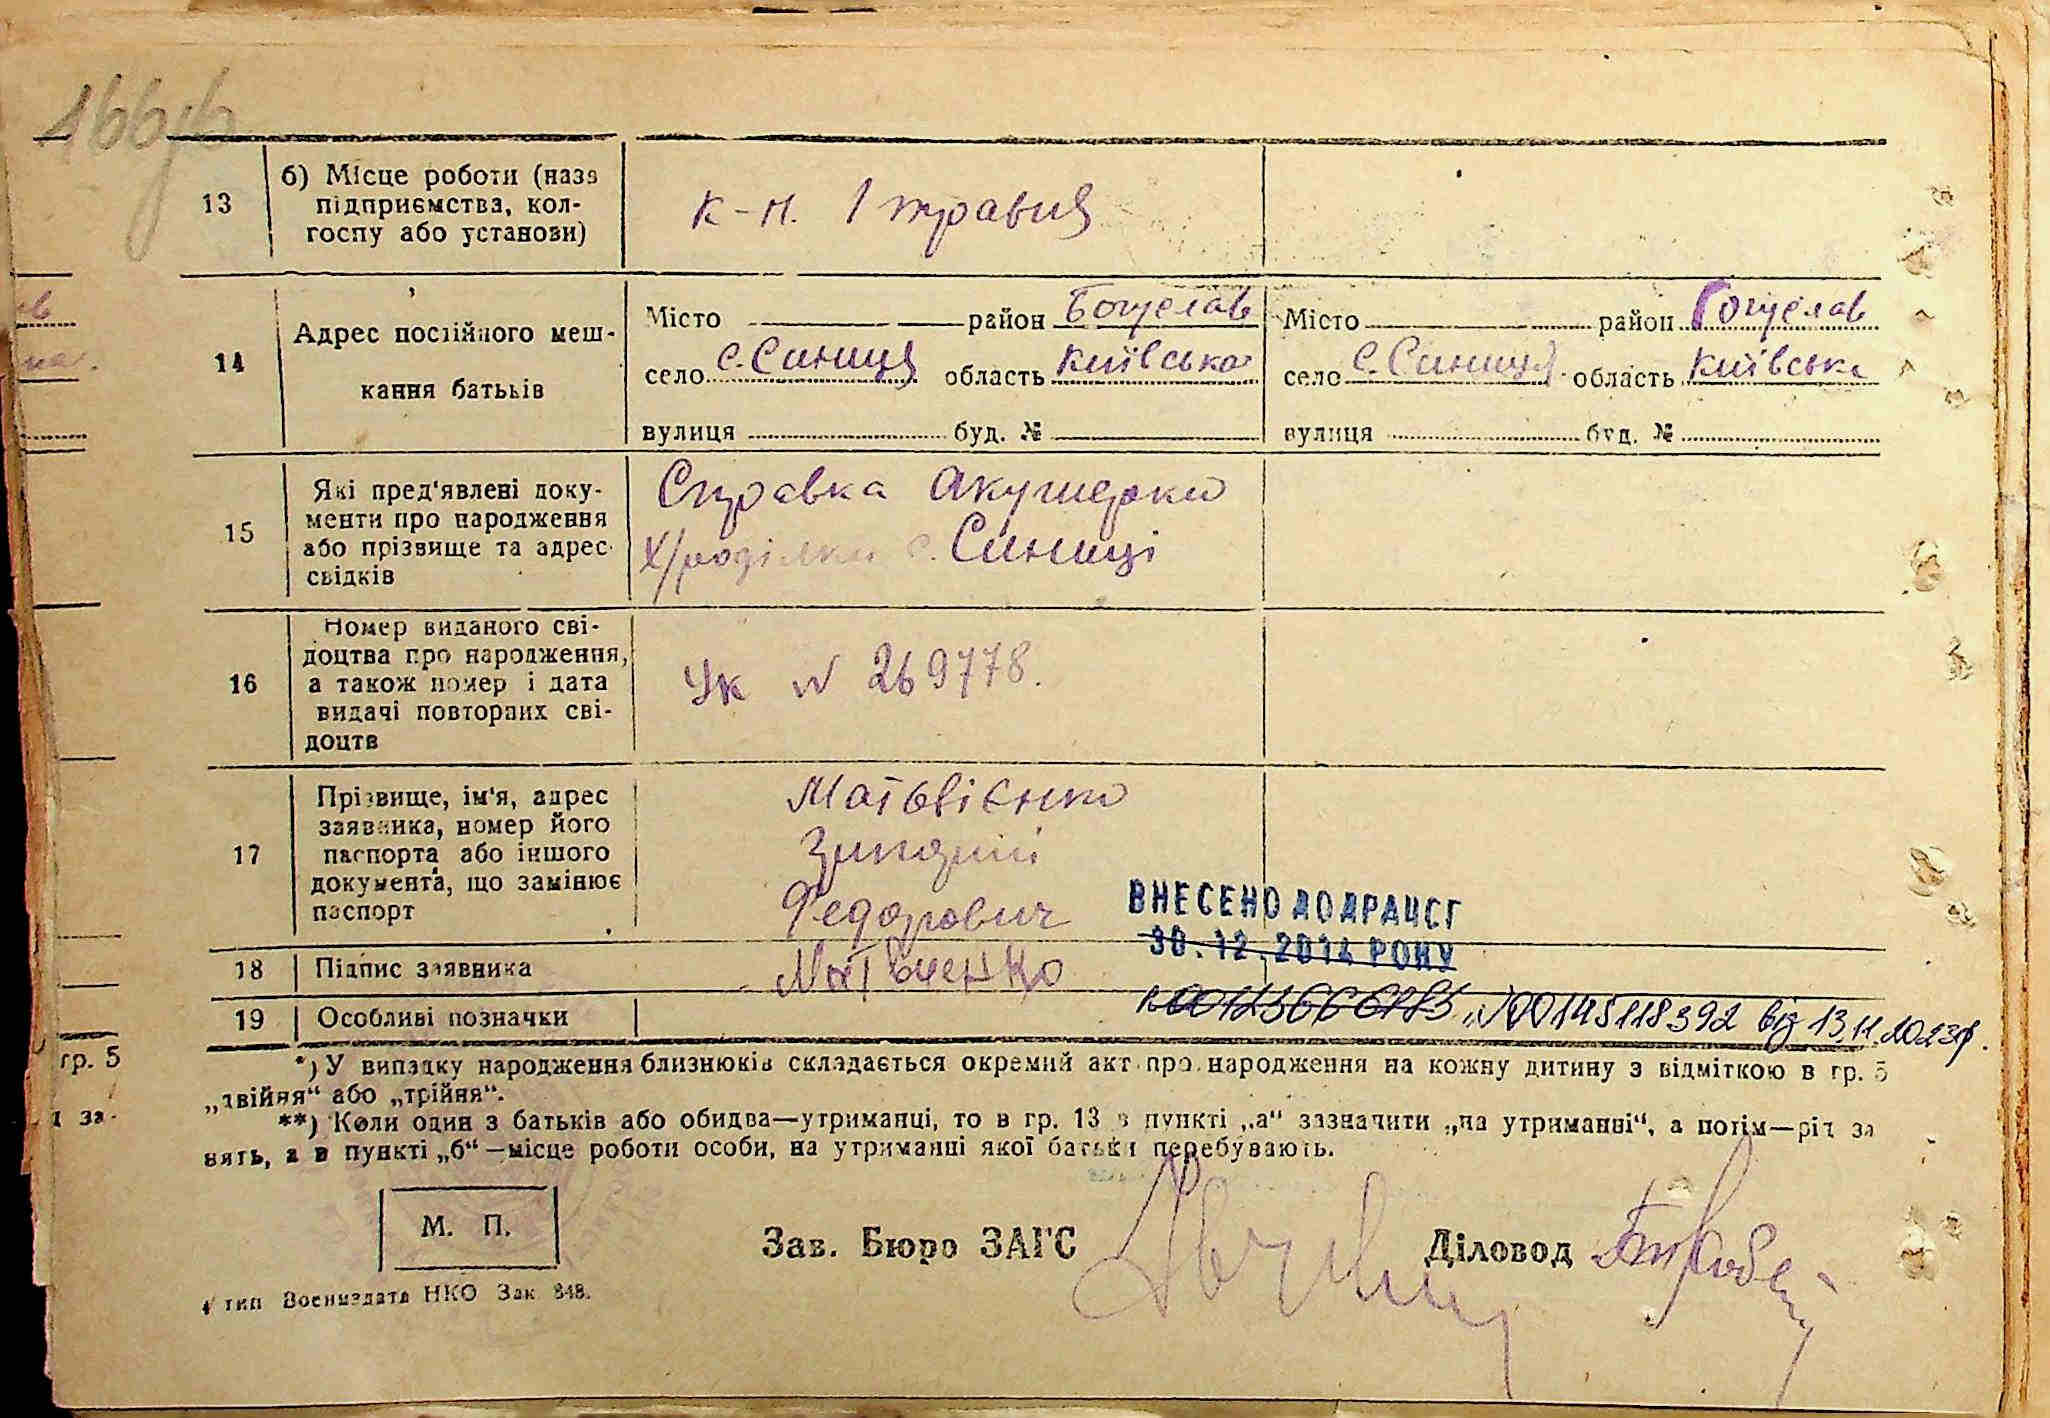 13
б) Місце роботи (назв
підприємства, кол-
госпу або установи)
к-п. 1 травня
14
Адрес постійного меш-
кання батьків
Місто район Богуслав
село с. Синиця область Київська
вулиця буд. №
Місто район Богуслав
село с. Синиця область Київська
вулиця буд. №
15
Які пред'явлені доку-
менти про народження
або прізвище та адрес
свідків
Справка Акушерки
с. Синиці
16
Номер виданого сві-
доцтва про народження,
а також номер і дата
видачі повторних сві-
доцтв
Ук № 269778.
17
Прізвище, ім'я, адрес
заявника, номер його
паспорта або іншого
документа, що замінює
паспорт
Матьвієнко
Федорович
ВНЕСЕНО ДО ДРАЦСГ
30.12.2014 РОКУ
18
Підпис заявника
Матвиенко
19
Особливі позначки
№00145118392 від 13.11.2023р.
*) У випадку народження близнюків складається окремий акт про народження на кожну дитину з відміткою в гр. 5
„двійня“ або „трійня“.
**) Коли один з батьків або обидва—утриманці, то в гр. 13 в пункті „а“ зазначити „на утриманні“, а потім—рід за
нять, а в пункті „б“—місце роботи особи, на утриманні якої батьки перебувають.
гр. 5
за-
М. П.
Зав. Бюро ЗАГС
Діловод
4 тип Воениздата НКО Зак 848.